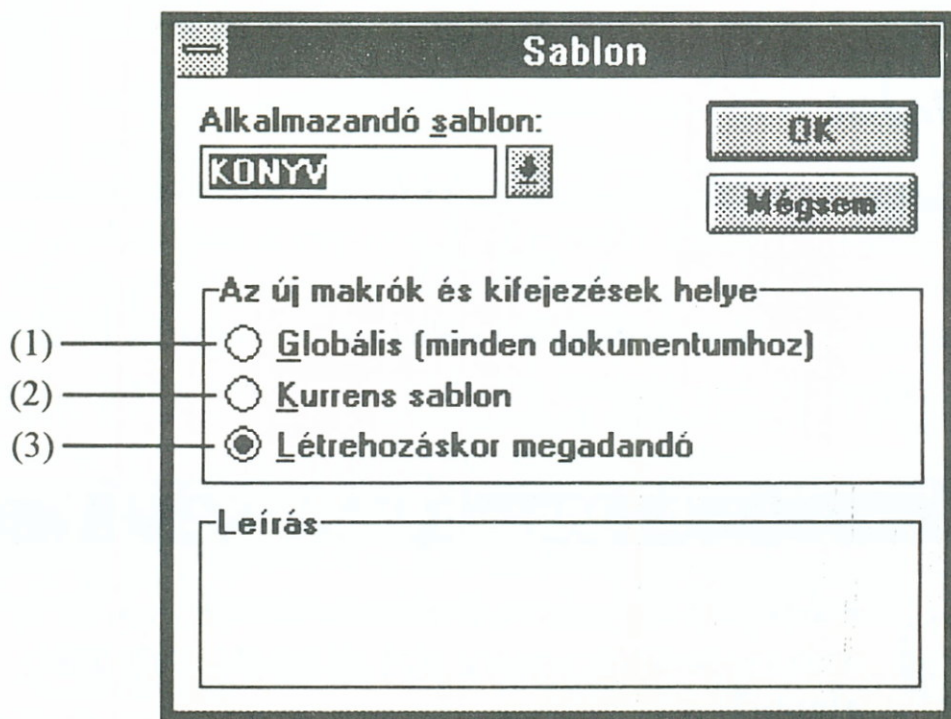 Sablon
Alkalmazandó sablon:
KONYV
OK
Mégsem
Az új makrók és kifejezések helye
(1) Globális (minden dokumentumhoz)
(2) Kurrens sablon
(3) Létrehozáskor megadandó
Leírás